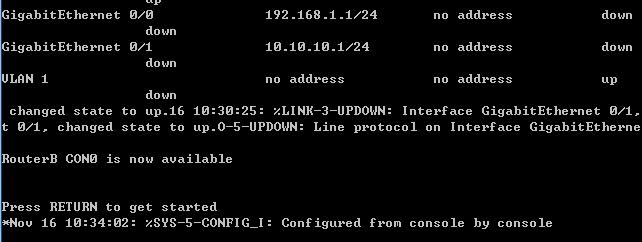 up
GigabitEthernet 0/0 192.168.1.1/24 no address down
down
GigabitEthernet 0/1 10.10.10.1/24 no address down
down
VLAN 1 no address no address up
down
changed state to up.16 10:30:25: %LINK-3-UPDOWN: Interface GigabitEthernet 0/1,
t 0/1, changed state to up.O-5-UPDOWN: Line protocol on Interface GigabitEtherne
RouterB CON0 is now available
Press RETURN to get started
*Nov 16 10:34:02: %SYS-5-CONFIG_I: Configured from console by console